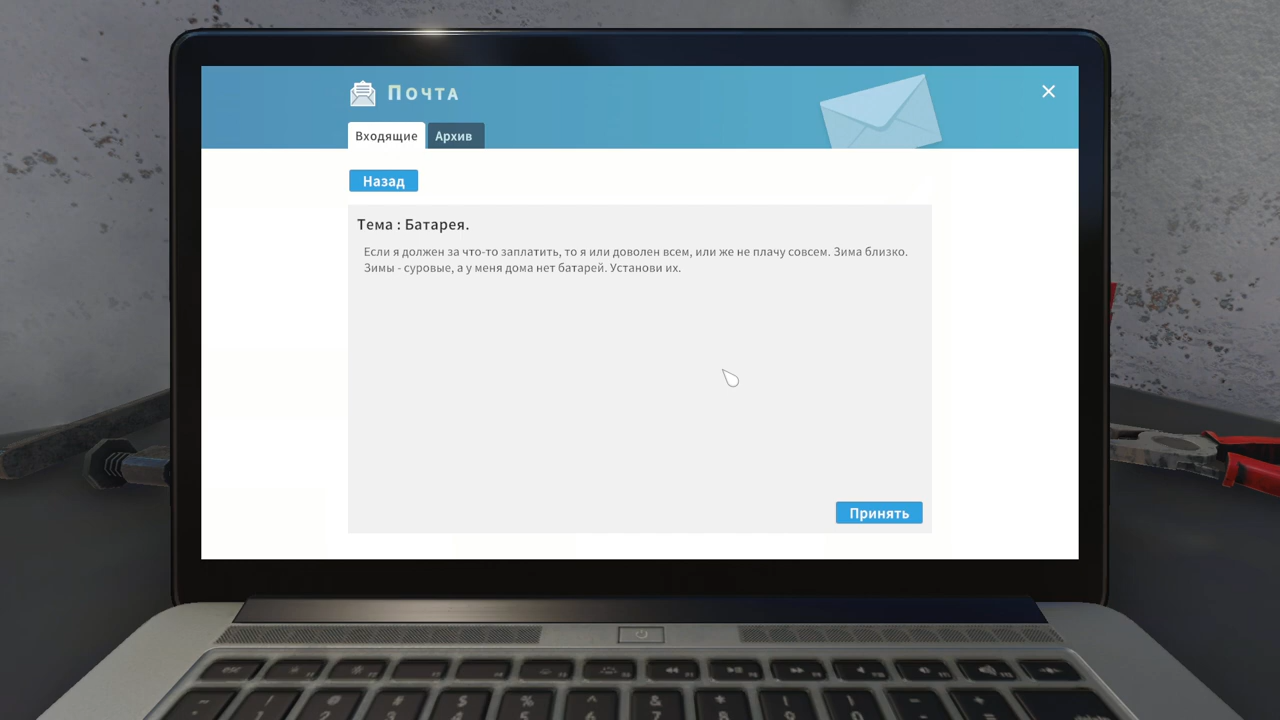 Почта
Входящие
Архив
Назад
Тема : Батарея.
Если я должен за что-то заплатить, то я или доволен всем, или же не плачу совсем. Зима близко.
Зимы - суровые, а у меня дома нет батарей. Установи их.
Принять
esc